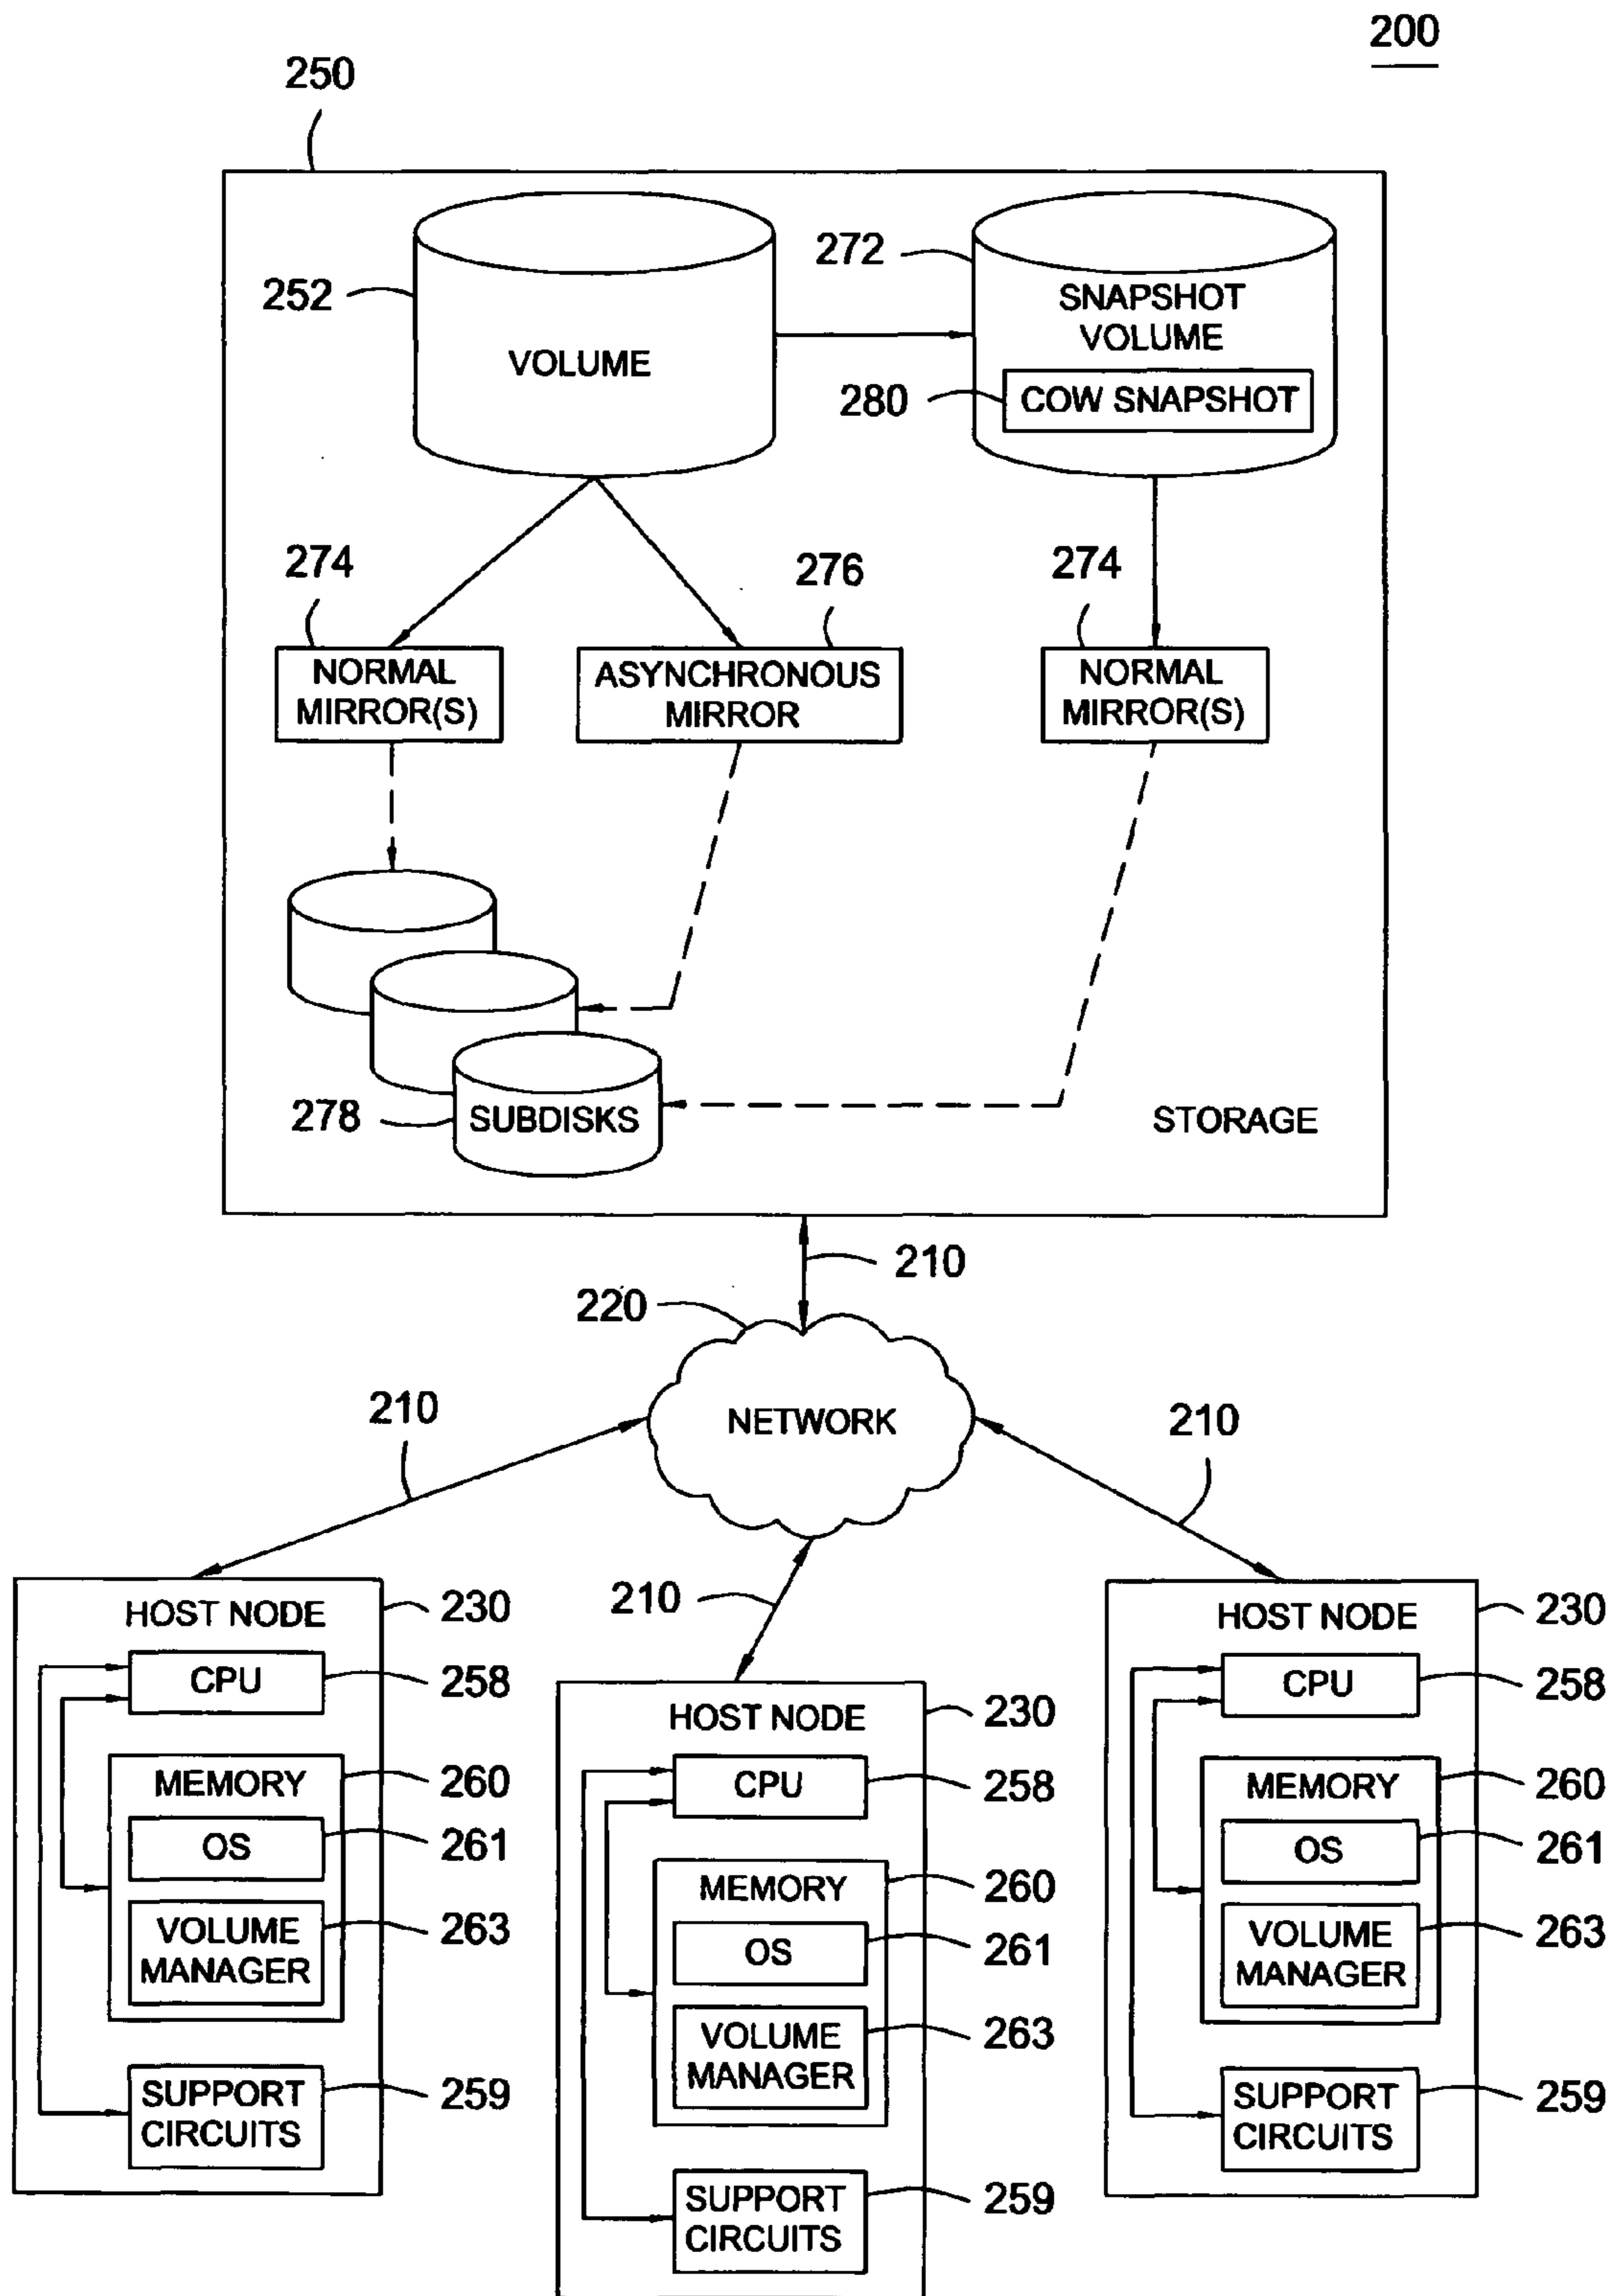 200
250
252
VOLUME
272
SNAPSHOT
VOLUME
280
COW SNAPSHOT
274
276
274
NORMAL
MIRROR(S)
ASYNCHRONOUS
MIRROR
NORMAL
MIRROR(S)
278
SUBDISKS
STORAGE
210
220
NETWORK
210
210
210
HOST NODE
230
CPU
258
MEMORY
260
OS
261
VOLUME
MANAGER
263
SUPPORT
CIRCUITS
259
HOST NODE
230
CPU
258
MEMORY
260
OS
261
VOLUME
MANAGER
263
SUPPORT
CIRCUITS
259
HOST NODE
230
CPU
258
MEMORY
260
OS
261
VOLUME
MANAGER
263
SUPPORT
CIRCUITS
259